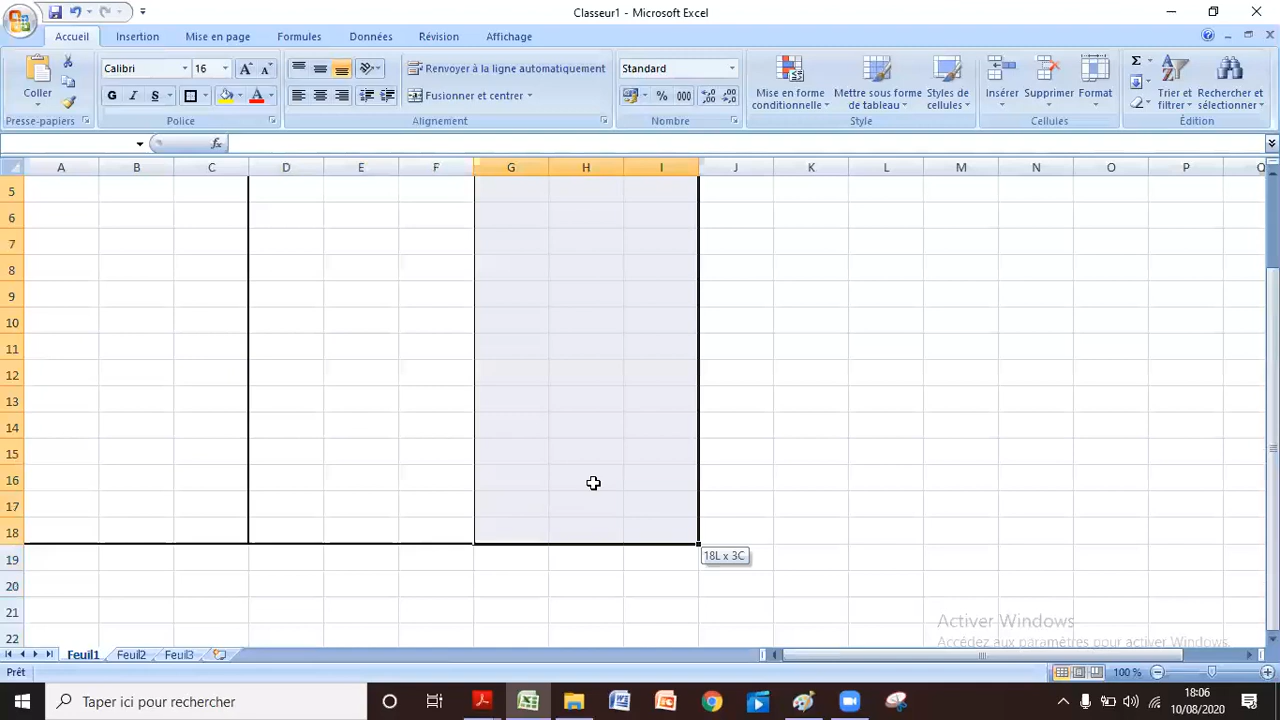 Classeur1 - Microsoft Excel
Accueil Insertion Mise en page Formules Données Révision Affichage
Coller
Presse-papiers
Calibri 16
G I S
Police
Renvoyer à la ligne automatiquement
Fusionner et centrer
Alignement
Standard
% 000
Nombre
Mise en forme conditionnelle
Mettre sous forme de tableau
Styles de cellules
Style
Insérer Supprimer Format
Cellules
Trier et filtrer
Rechercher et sélectionner
Édition
fx
A B C D E F G H I J K L M N O P Q
5
6
7
8
9
10
11
12
13
14
15
16
17
18
18L x 3C
19
20
21
22
Activer Windows
Accédez aux paramètres pour activer Windows.
Feuil1 Feuil2 Feuil3
Prêt
100 %
Taper ici pour rechercher
18:06
10/08/2020